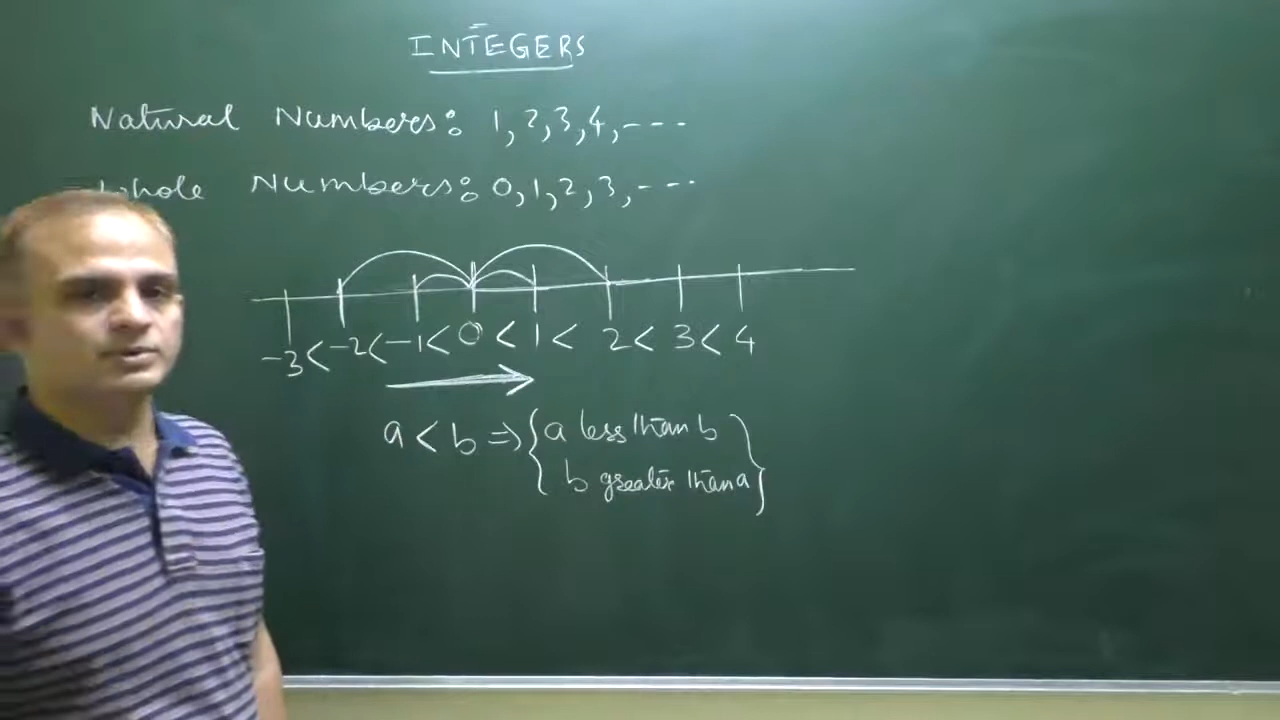 INTEGERS
Natural Numbers: 1, 2, 3, 4, ---
Whole Numbers: 0, 1, 2, 3, ---
-3 < -2 < -1 < 0 < 1 < 2 < 3 < 4
a < b ⇒ { a less than b
b greater than a }